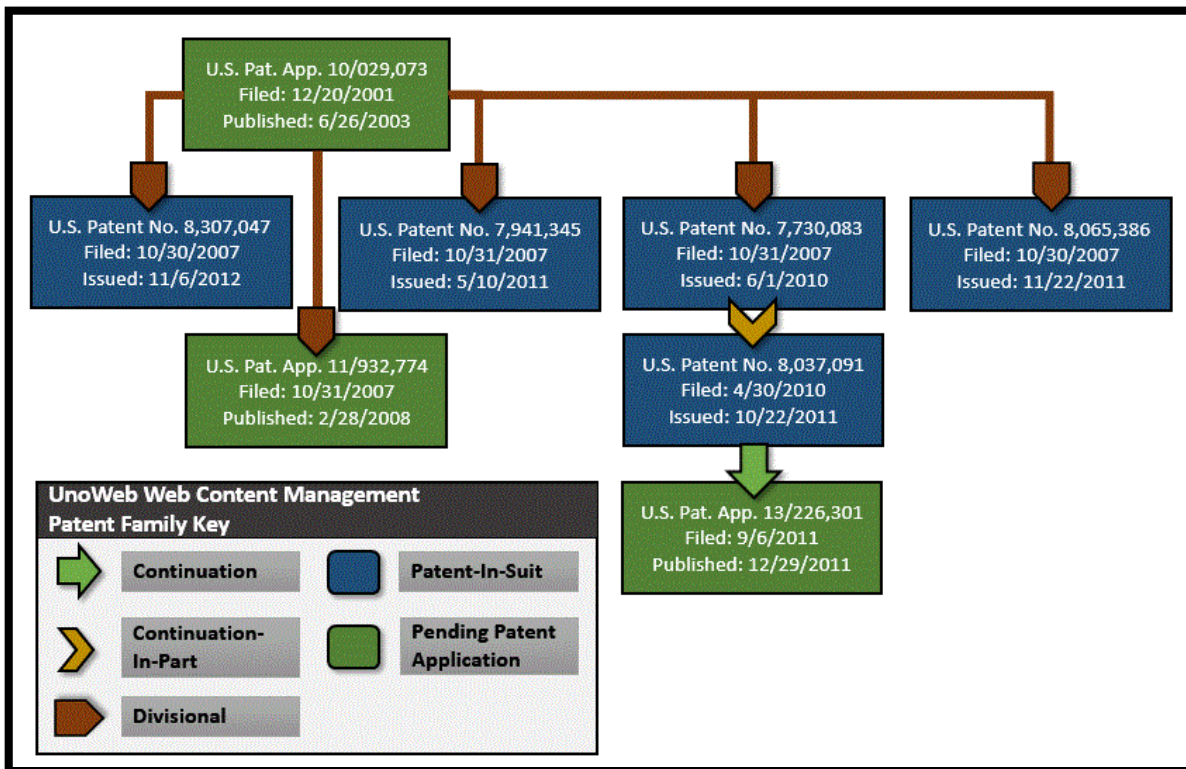 U.S. Pat. App. 10/029,073
Filed: 12/20/2001
Published: 6/26/2003
U.S. Patent No. 8,307,047
Filed: 10/30/2007
Issued: 11/6/2012
U.S. Patent No. 7,941,345
Filed: 10/31/2007
Issued: 5/10/2011
U.S. Patent No. 7,730,083
Filed: 10/31/2007
Issued: 6/1/2010
U.S. Patent No. 8,065,386
Filed: 10/30/2007
Issued: 11/22/2011
U.S. Pat. App. 11/932,774
Filed: 10/31/2007
Published: 2/28/2008
U.S. Patent No. 8,037,091
Filed: 4/30/2010
Issued: 10/22/2011
U.S. Pat. App. 13/226,301
Filed: 9/6/2011
Published: 12/29/2011
UnoWeb Web Content Management
Patent Family Key
Continuation
Patent-In-Suit
Continuation-
In-Part
Pending Patent
Application
Divisional